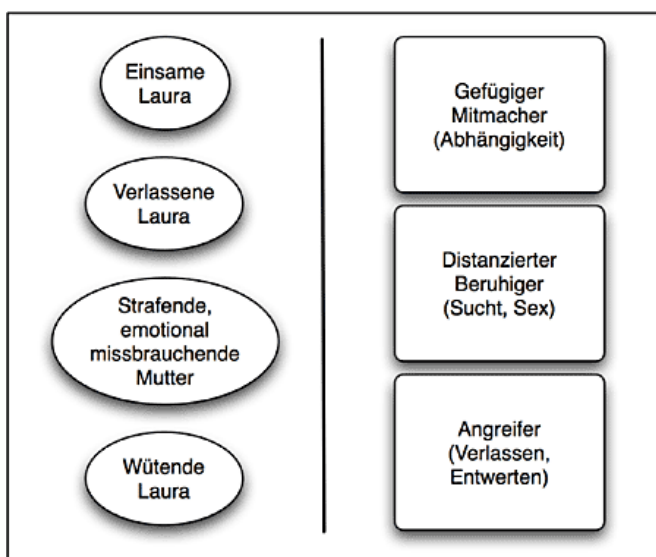 Einsame
Laura
Verlassene
Laura
Strafende,
emotional
missbrauchende
Mutter
Wütende
Laura
Gefügiger
Mitmacher
(Abhängigkeit)
Distanzierter
Beruhiger
(Sucht, Sex)
Angreifer
(Verlassen,
Entwerten)